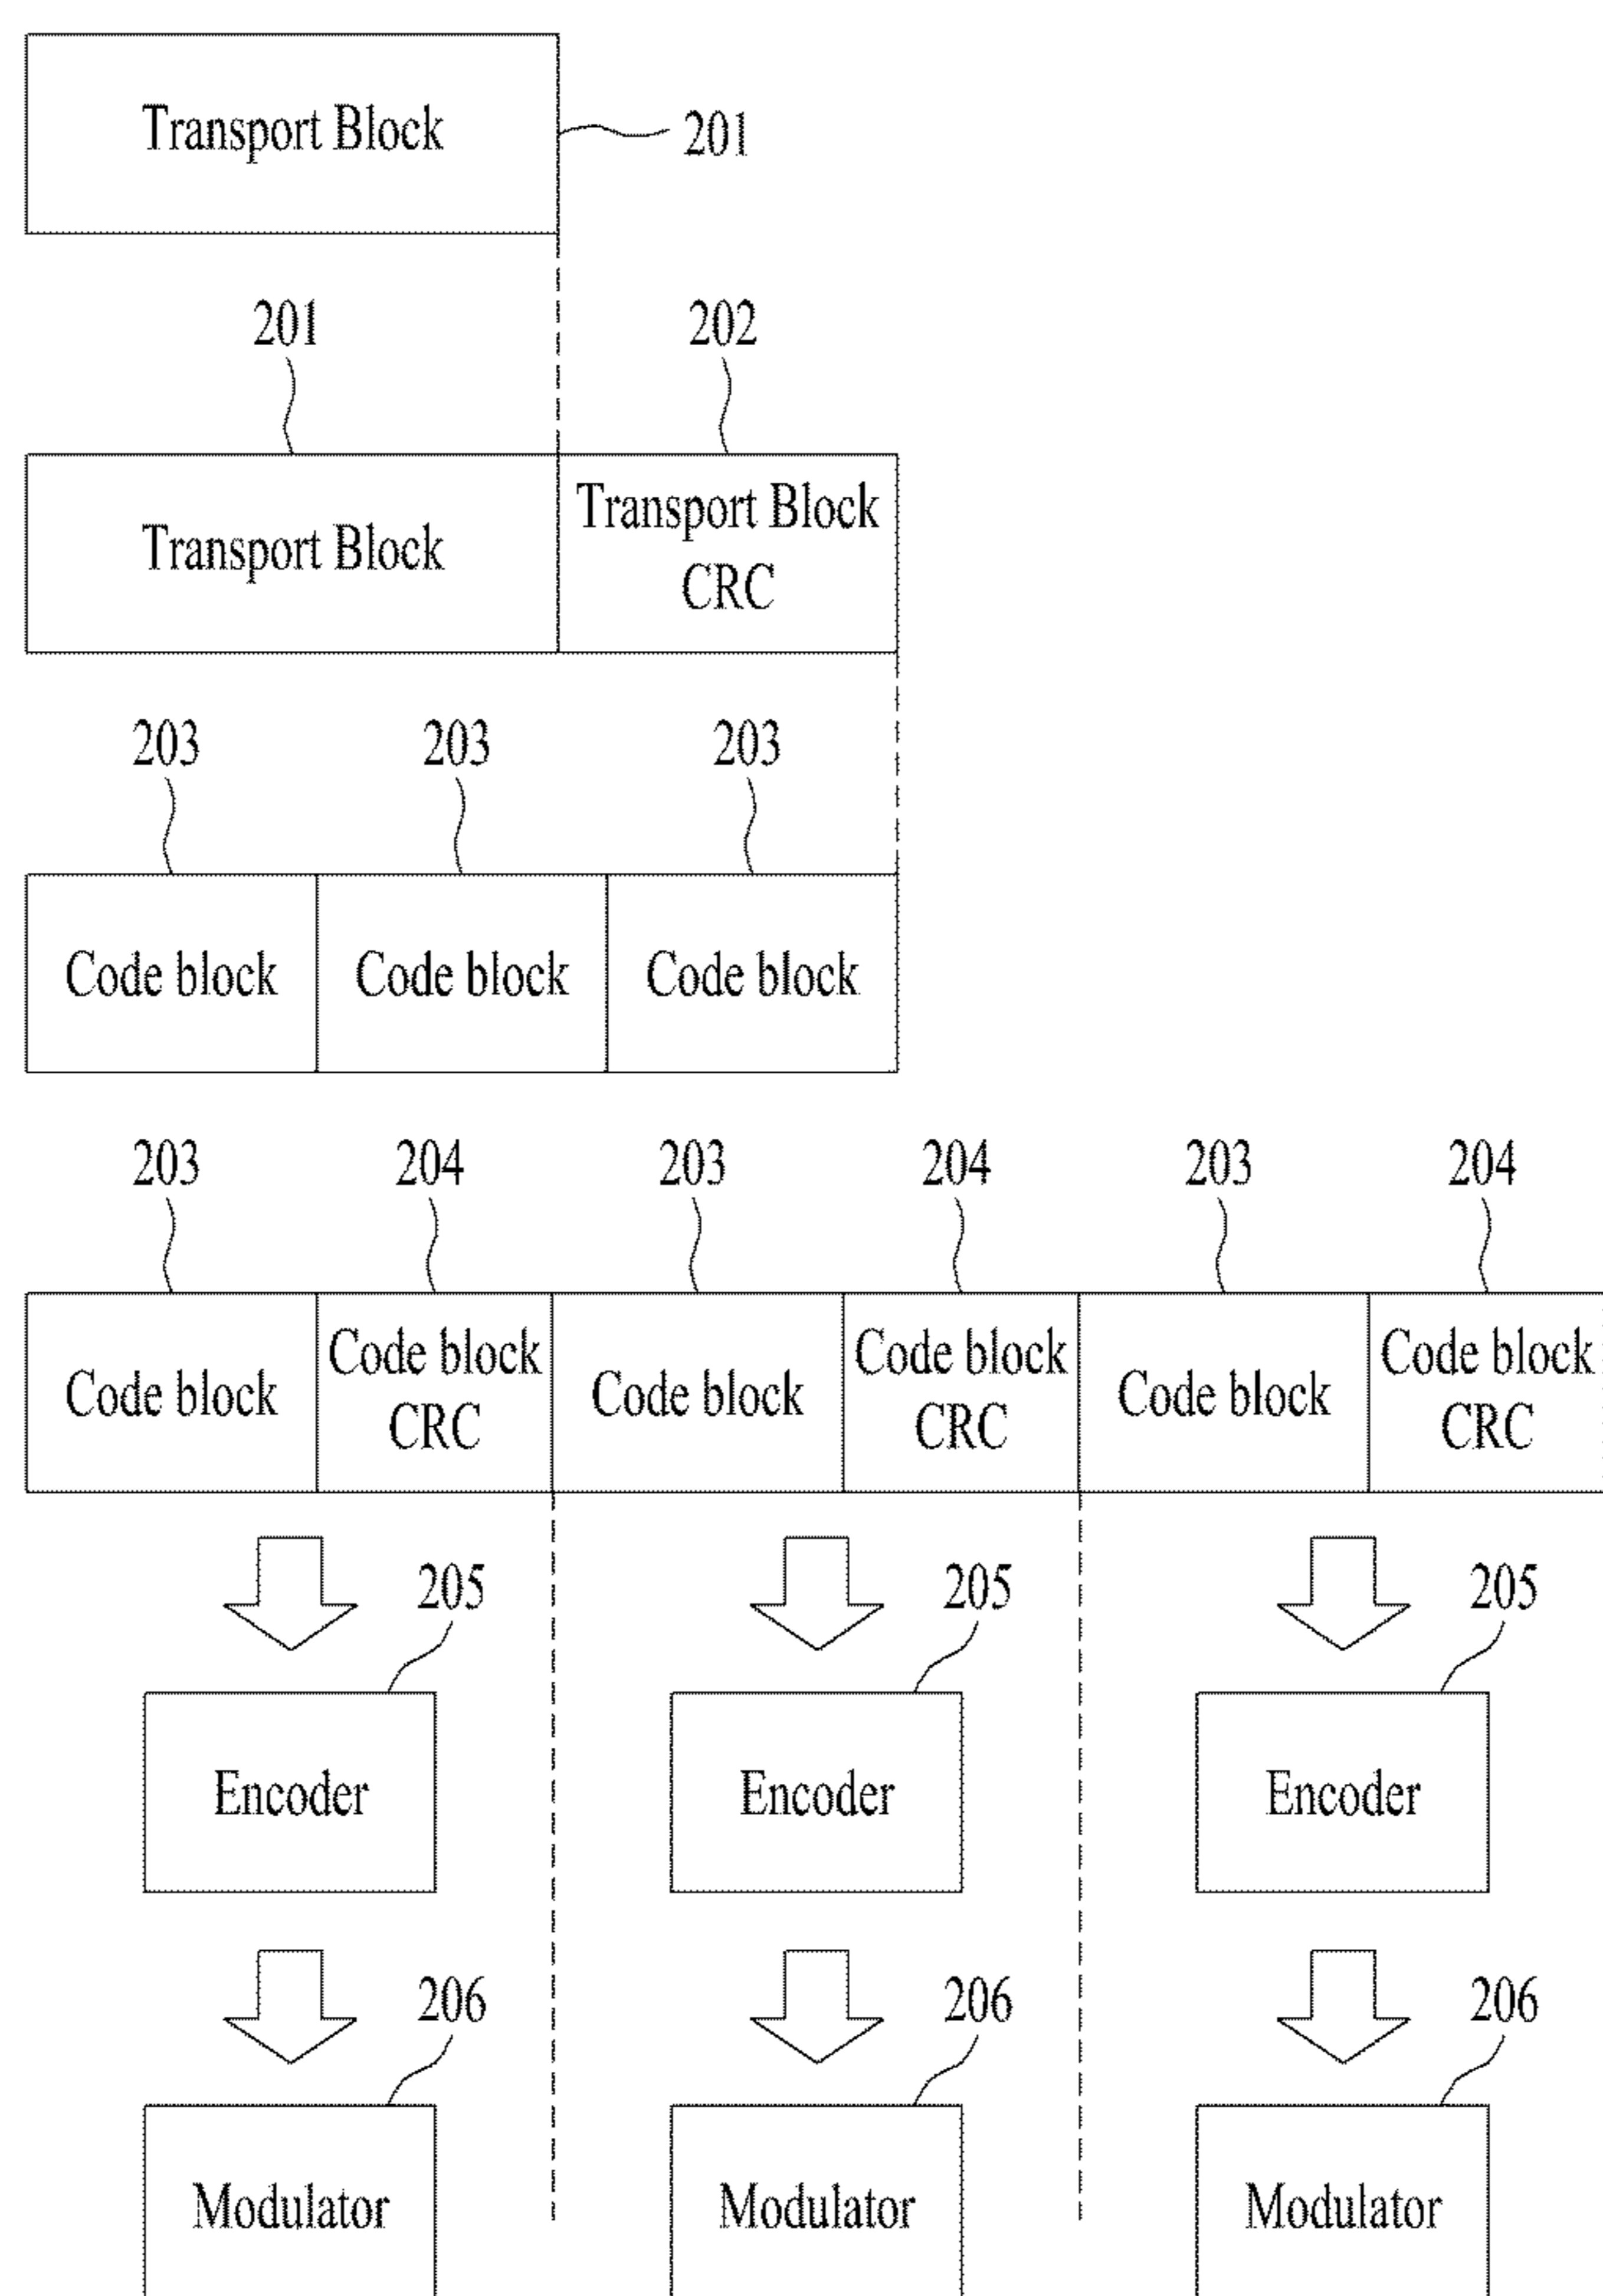 Transport Block
201
201
202
Transport Block
Transport Block
CRC
203
203
203
Code block
Code block
Code block
203
204
203
204
203
204
Code block
Code block
CRC
Code block
Code block
CRC
Code block
Code block
CRC
205
205
205
Encoder
Encoder
Encoder
206
206
206
Modulator
Modulator
Modulator